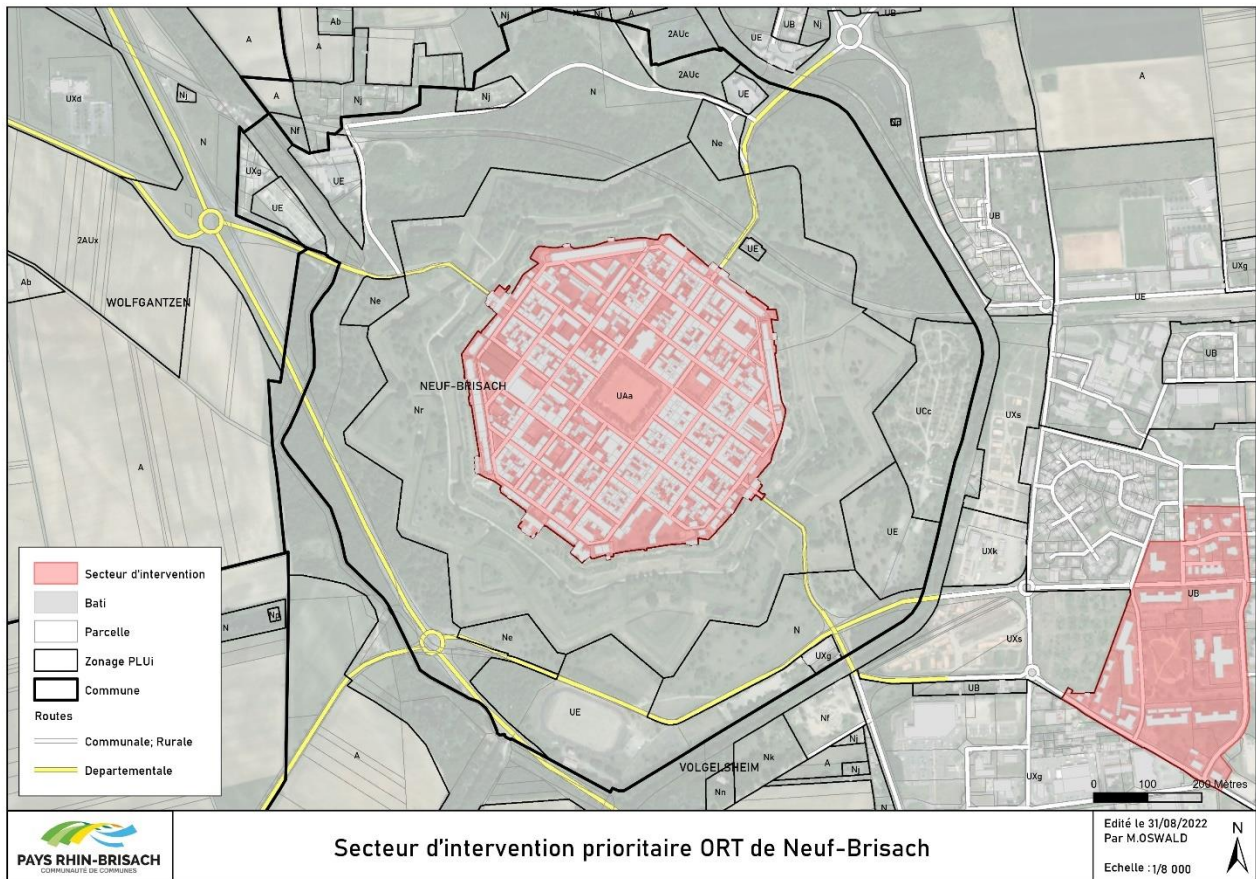 Ab
A
A
Nj
Nj
UE
UB
Nj
UB
2AUc
2AUc
UXd
Nj
A
Nj
Nj
N
UE
A
N
Nf
Ne
UXg
UE
UE
UB
2AUx
UE
UXg
Ab
WOLFGANTZEN
Ne
UE
NEUF-BRISACH
Nr
UAa
UCc
UXs
UB
A
UE
UXk
Secteur d'intervention
Bati
Parcelle
Zonage PLUi
Commune
Routes
Communale; Rurale
Departementale
N
Np
Ne
N
UXg
UXs
UB
UB
UE
Nf
A
VOLGELSHEIM
Nk
Nj
A
Nj
Nn
N
UXg
0 100 200 Mètres
PAYS RHIN-BRISACH
COMMUNAUTÉ DE COMMUNES
Secteur d'intervention prioritaire ORT de Neuf-Brisach
Edité le 31/08/2022
Par M.OSWALD
Echelle : 1/8 000
N